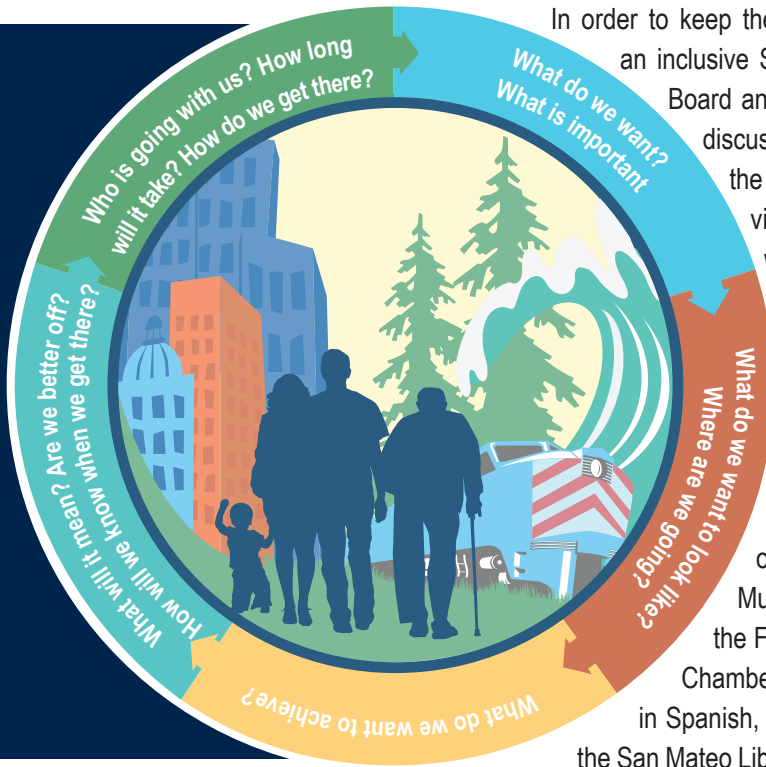 Who is going with us? How long
will it take? How do we get there?
What do we want?
What is important
What do we want to look like?
Where are we going?
What do we want to achieve?
What will it mean? Are we better off?
How will we know when we get there?
In order to keep the
an inclusive S
Board an
discus
the
vi
o
Mu
the F
Chambe
in Spanish,
the San Mateo Lib